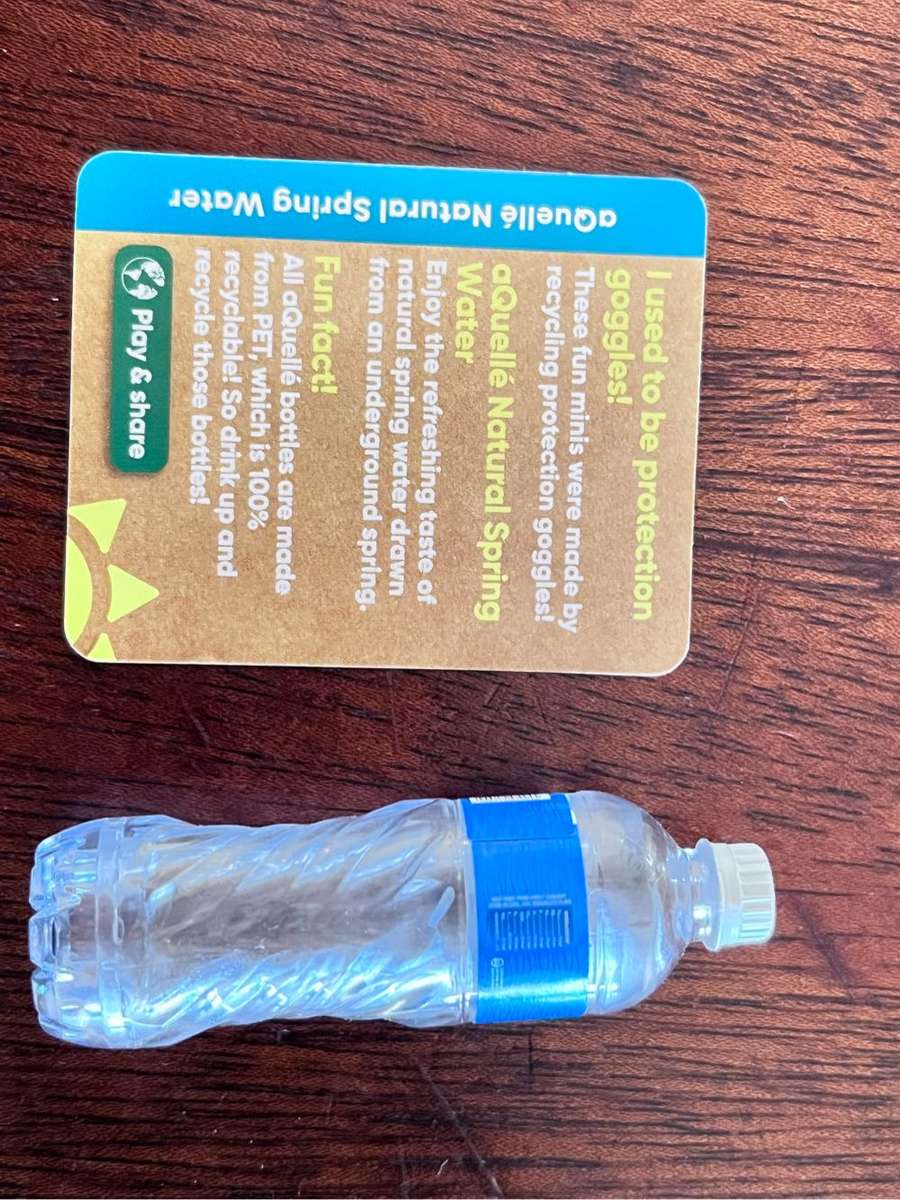 aQuellé Natural Spring Water
I used to be protection
goggles!
These fun minis were made by
recycling protection goggles!
aQuellé Natural Spring
Water
Enjoy the refreshing taste of
natural spring water drawn
from an underground spring.
Fun fact!
All aQuellé bottles are made
from PET, which is 100%
recyclable! So drink up and
recycle those bottles!
Play & share